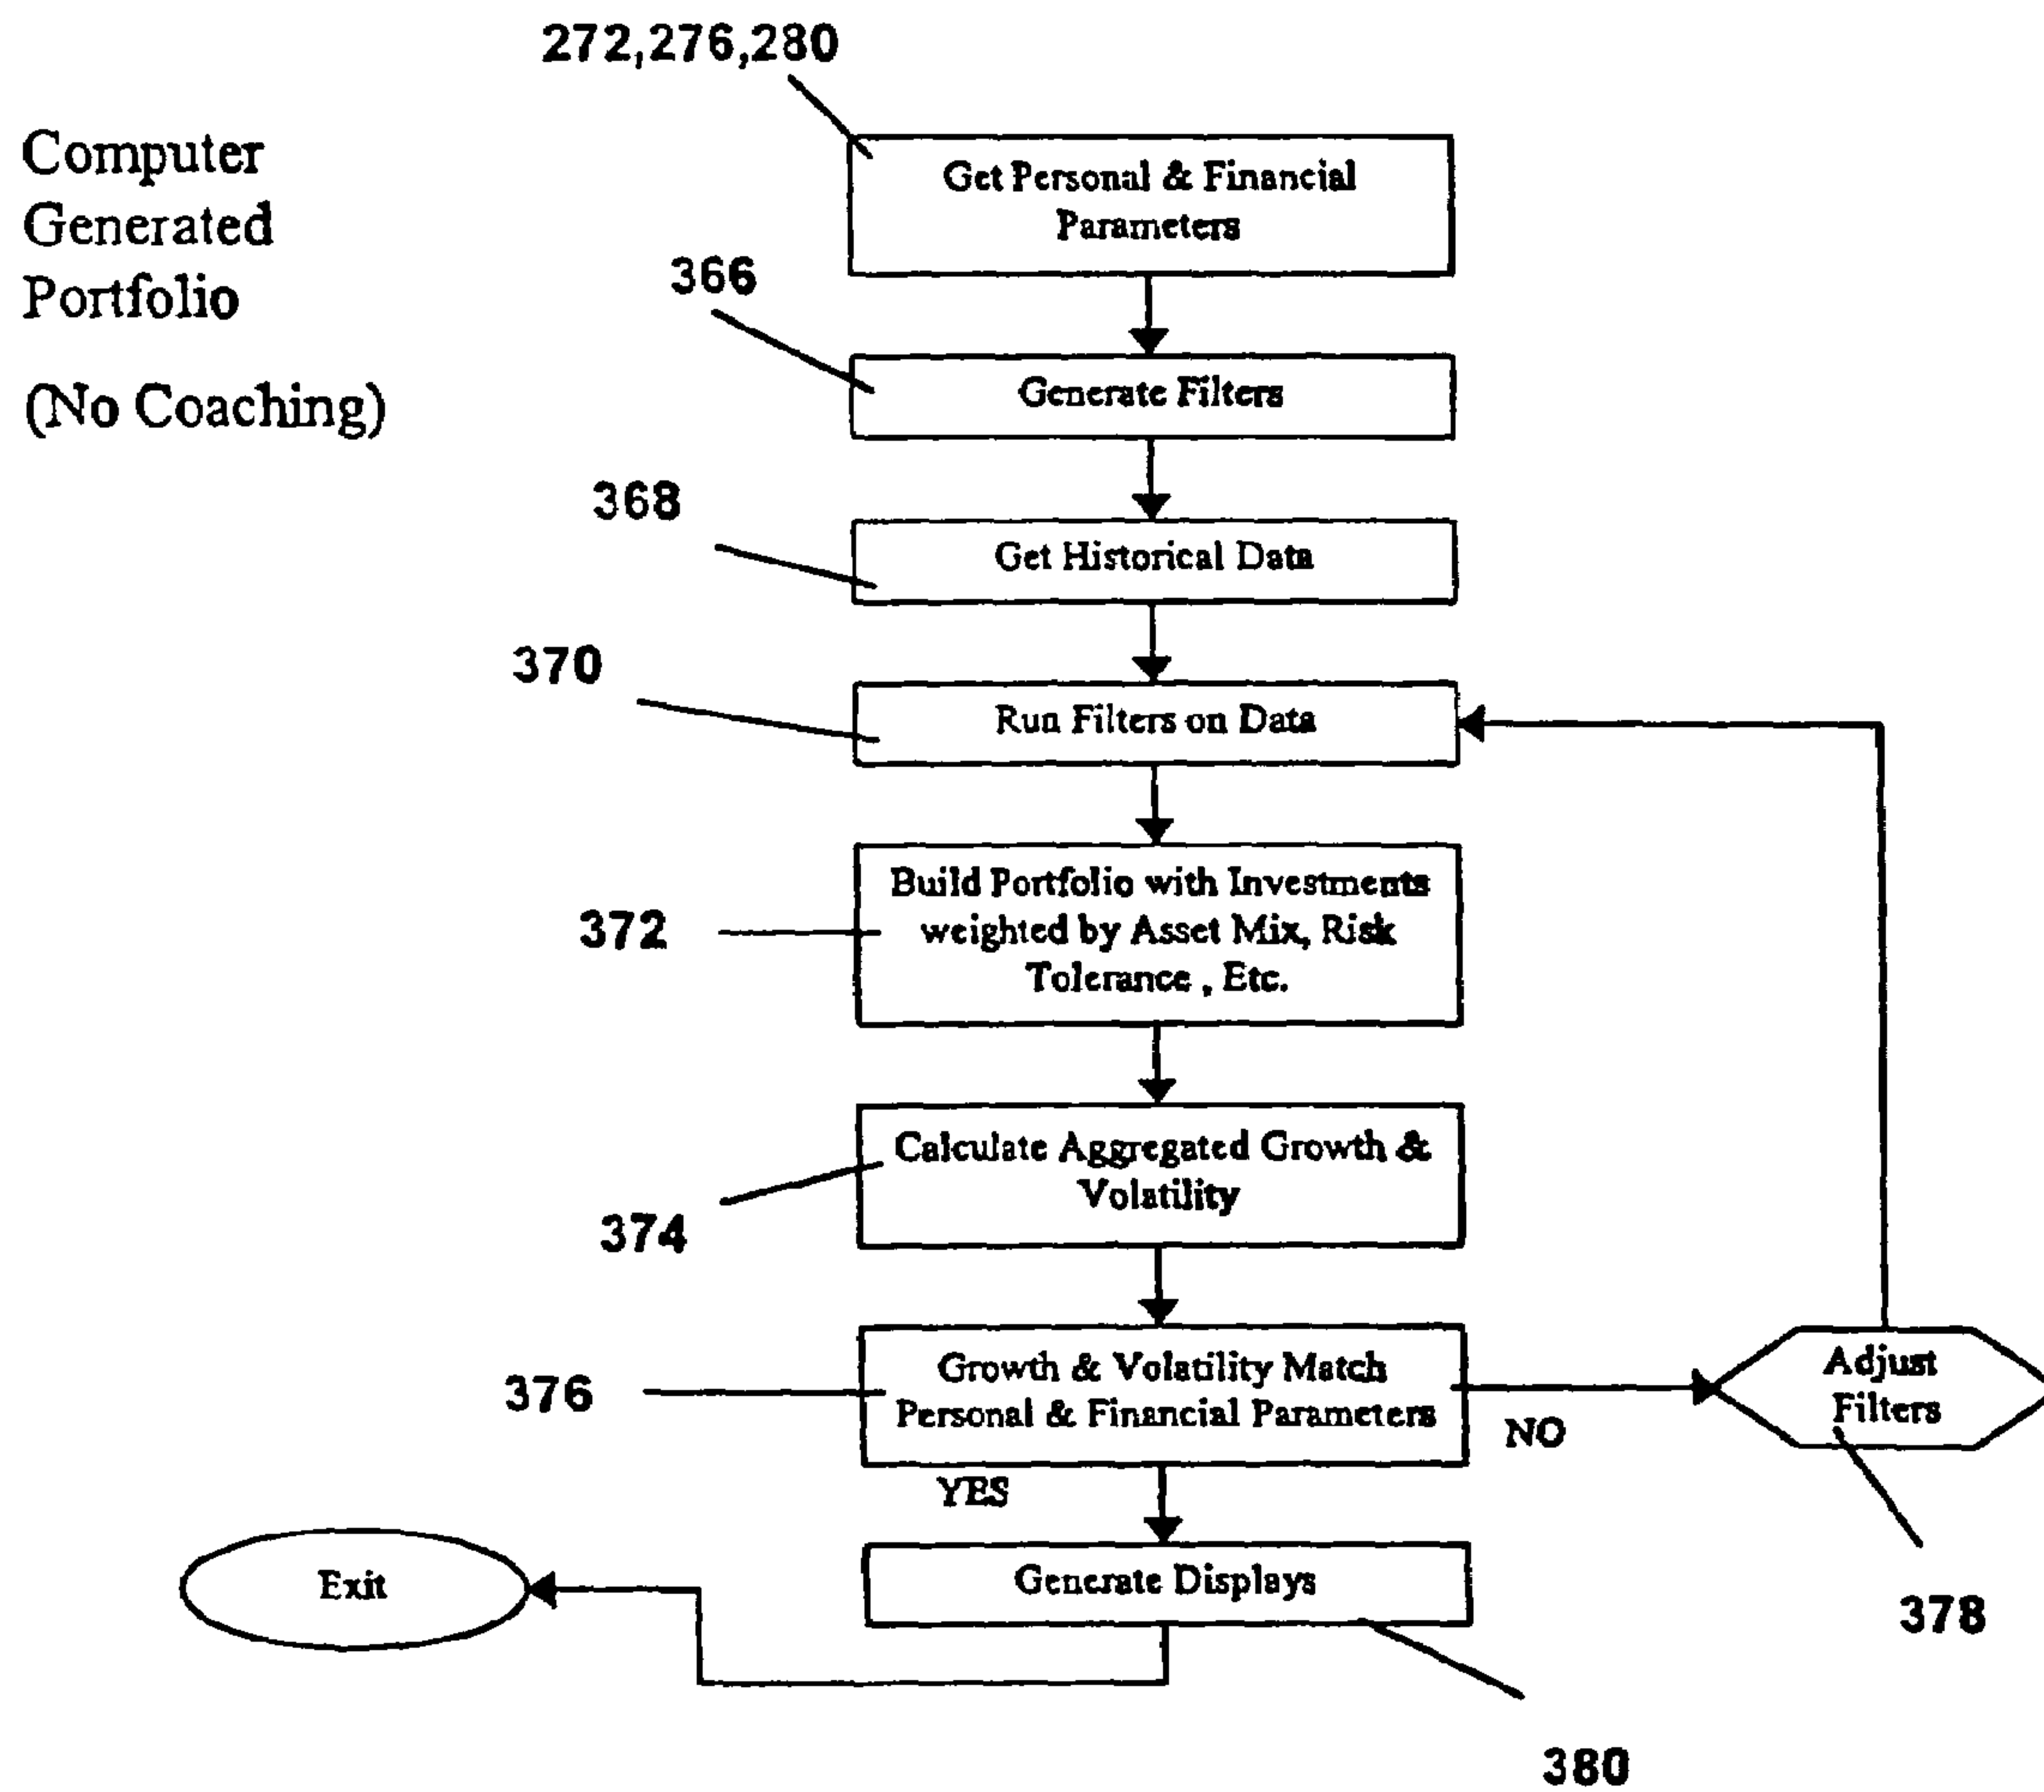 272,276,280
Computer
Generated
Portfolio
(No Coaching)
Get Personal & Financial
Parameters
366
Generate Filters
368
Get Historical Data
370
Run Filters on Data
372
Build Portfolio with Investments
weighted by Asset Mix, Risk
Tolerance , Etc.
374
Calculate Aggregated Growth &
Volatility
376
Growth & Volatility Match
Personal & Financial Parameters
NO
Adjust
Filters
378
YES
Generate Displays
Exit
380